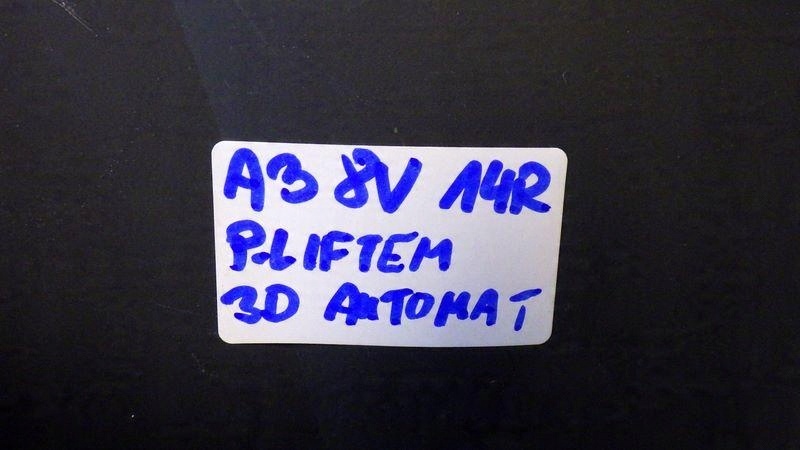 A3 8V 14R
P.LIFTEM
3D AUTOMAT